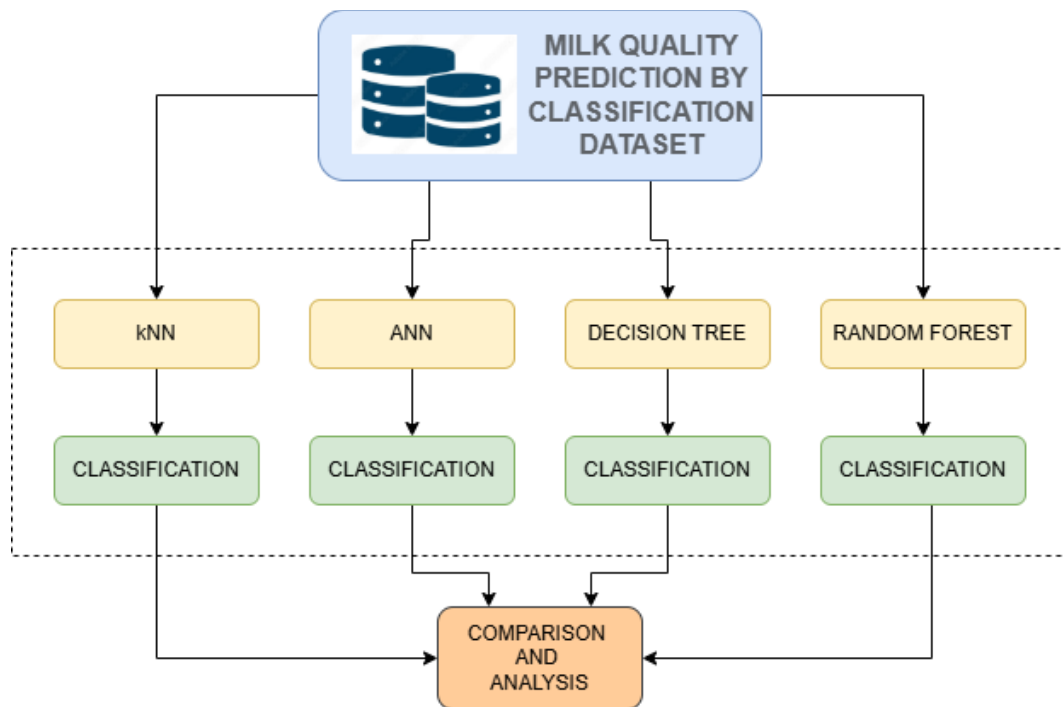 MILK QUALITY
PREDICTION BY
CLASSIFICATION
DATASET
kNN
ANN
DECISION TREE
RANDOM FOREST
CLASSIFICATION
CLASSIFICATION
CLASSIFICATION
CLASSIFICATION
COMPARISON
AND
ANALYSIS